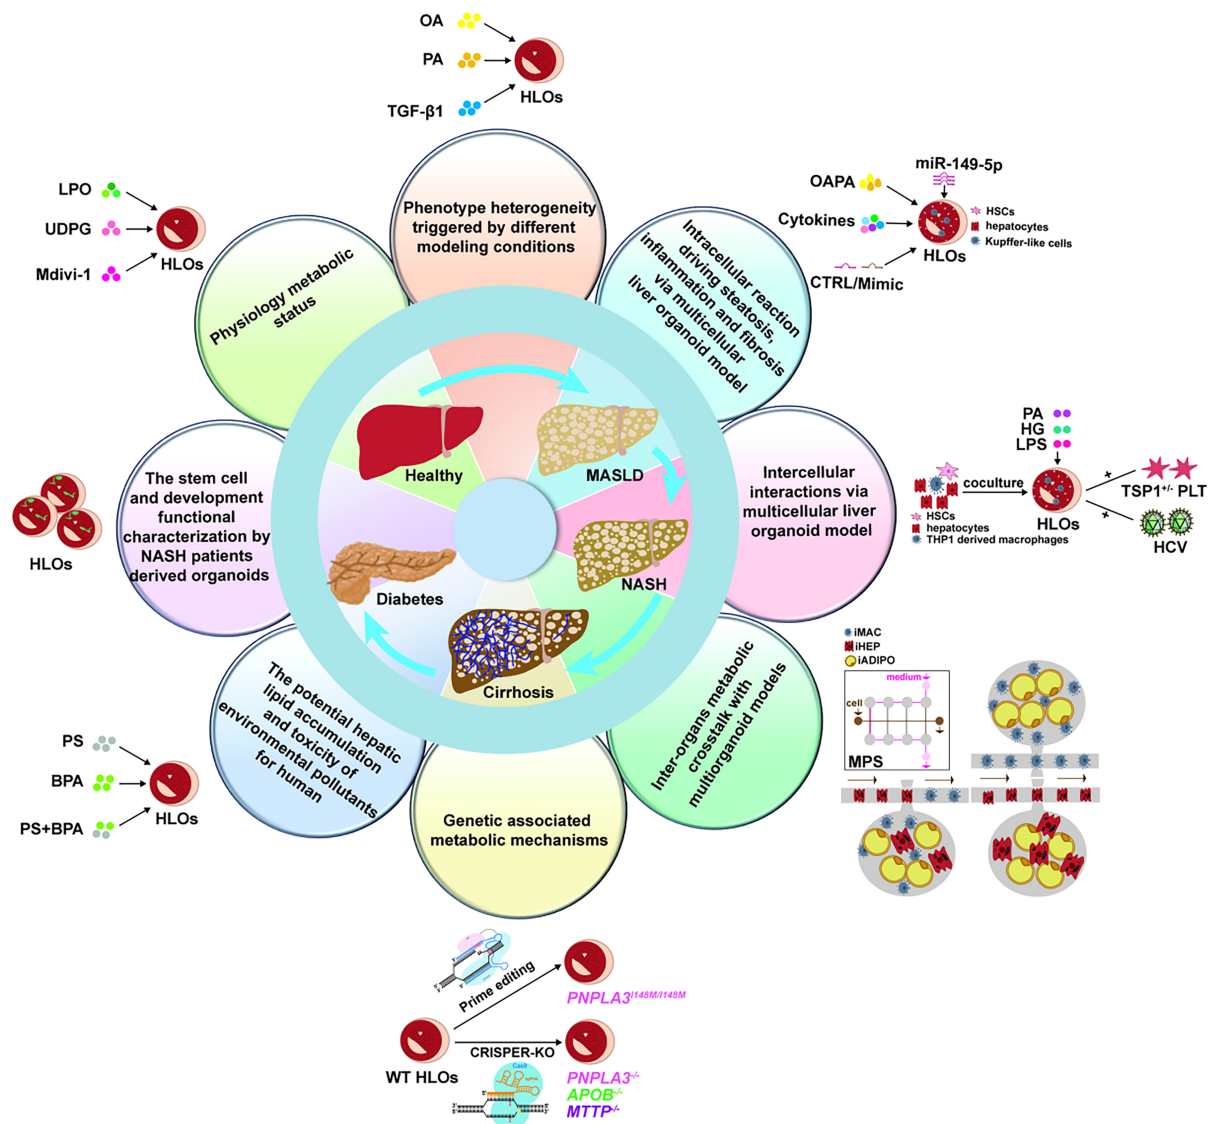 OA
PA
TGF-β1
HLOs
Phenotype heterogeneity
triggered by different
modeling conditions
LPO
UDPG
Mdivi-1
HLOs
Physiology metabolic
status
miR-149-5p
OAPA
Cytokines
CTRL/Mimic
HSCs
hepatocytes
Kupffer-like cells
HLOs
Intracellular reaction
driving steatosis,
inflammation and fibrosis
via multicellular
liver organoid model
Healthy
MASLD
NASH
Cirrhosis
Diabetes
The stem cell
and development
functional
characterization by
NASH patients
derived organoids
HLOs
Intercellular
interactions via
multicellular liver
organoid model
PA
HG
LPS
coculture
HSCs
hepatocytes
THP1 derived macrophages
HLOs
+
TSP1+/- PLT
+
HCV
The potential hepatic
lipid accumulation
and toxicity of
environmental pollutants
for human
PS
BPA
PS+BPA
HLOs
Inter-organs metabolic
crosstalk with
multiorganoid models
iMAC
iHEP
iADIPO
medium
cell
MPS
Genetic associated
metabolic mechanisms
Prime editing
PNPLA3I148M/I148M
WT HLOs
CRISPER-KO
Cas9
sgRNA
5'
3'
PNPLA3-/-
APOB-/-
MTTP-/-